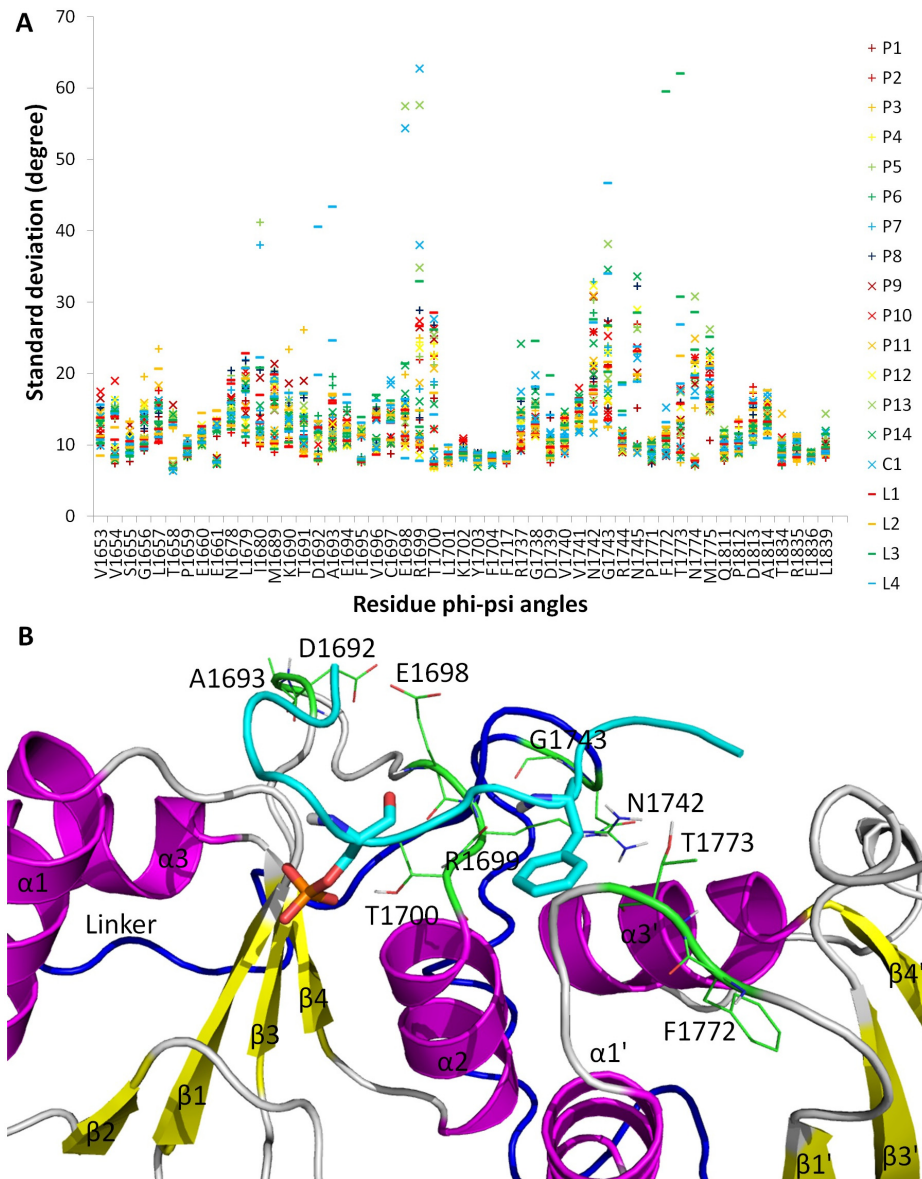 A
70
60
50
40
30
20
10
0
Standard deviation (degree)
V1653
V1654
S1655
G1656
L1657
T1658
P1659
E1660
E1661
N1678
L1679
I1680
M1689
K1690
T1691
D1692
A1693
E1694
F1695
V1696
C1697
E1698
R1699
T1700
L1701
K1702
Y1703
F1704
F1717
R1737
G1738
D1739
V1740
V1741
N1742
G1743
R1744
N1745
P1771
F1772
T1773
N1774
M1775
Q1811
P1812
D1813
A1814
T1834
R1835
E1836
L1839
Residue phi-psi angles
P1
P2
P3
P4
P5
P6
P7
P8
P9
P10
P11
P12
P13
P14
C1
L1
L2
L3
L4
B
D1692
A1693
E1698
G1743
N1742
T1773
R1699
T1700
α3
α1
Linker
α3'
β4'
β4
β3
F1772
α2
α1'
β1
β2
β1'
β3'